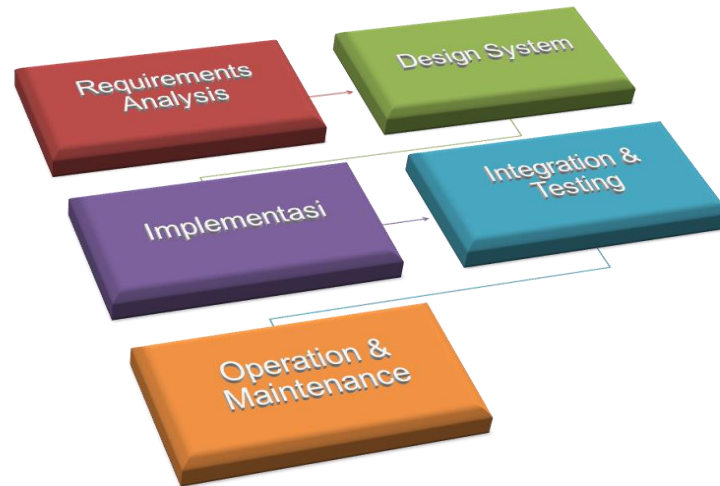 Requirements
Analysis
Design System
Implementasi
Integration &
Testing
Operation &
Maintenance